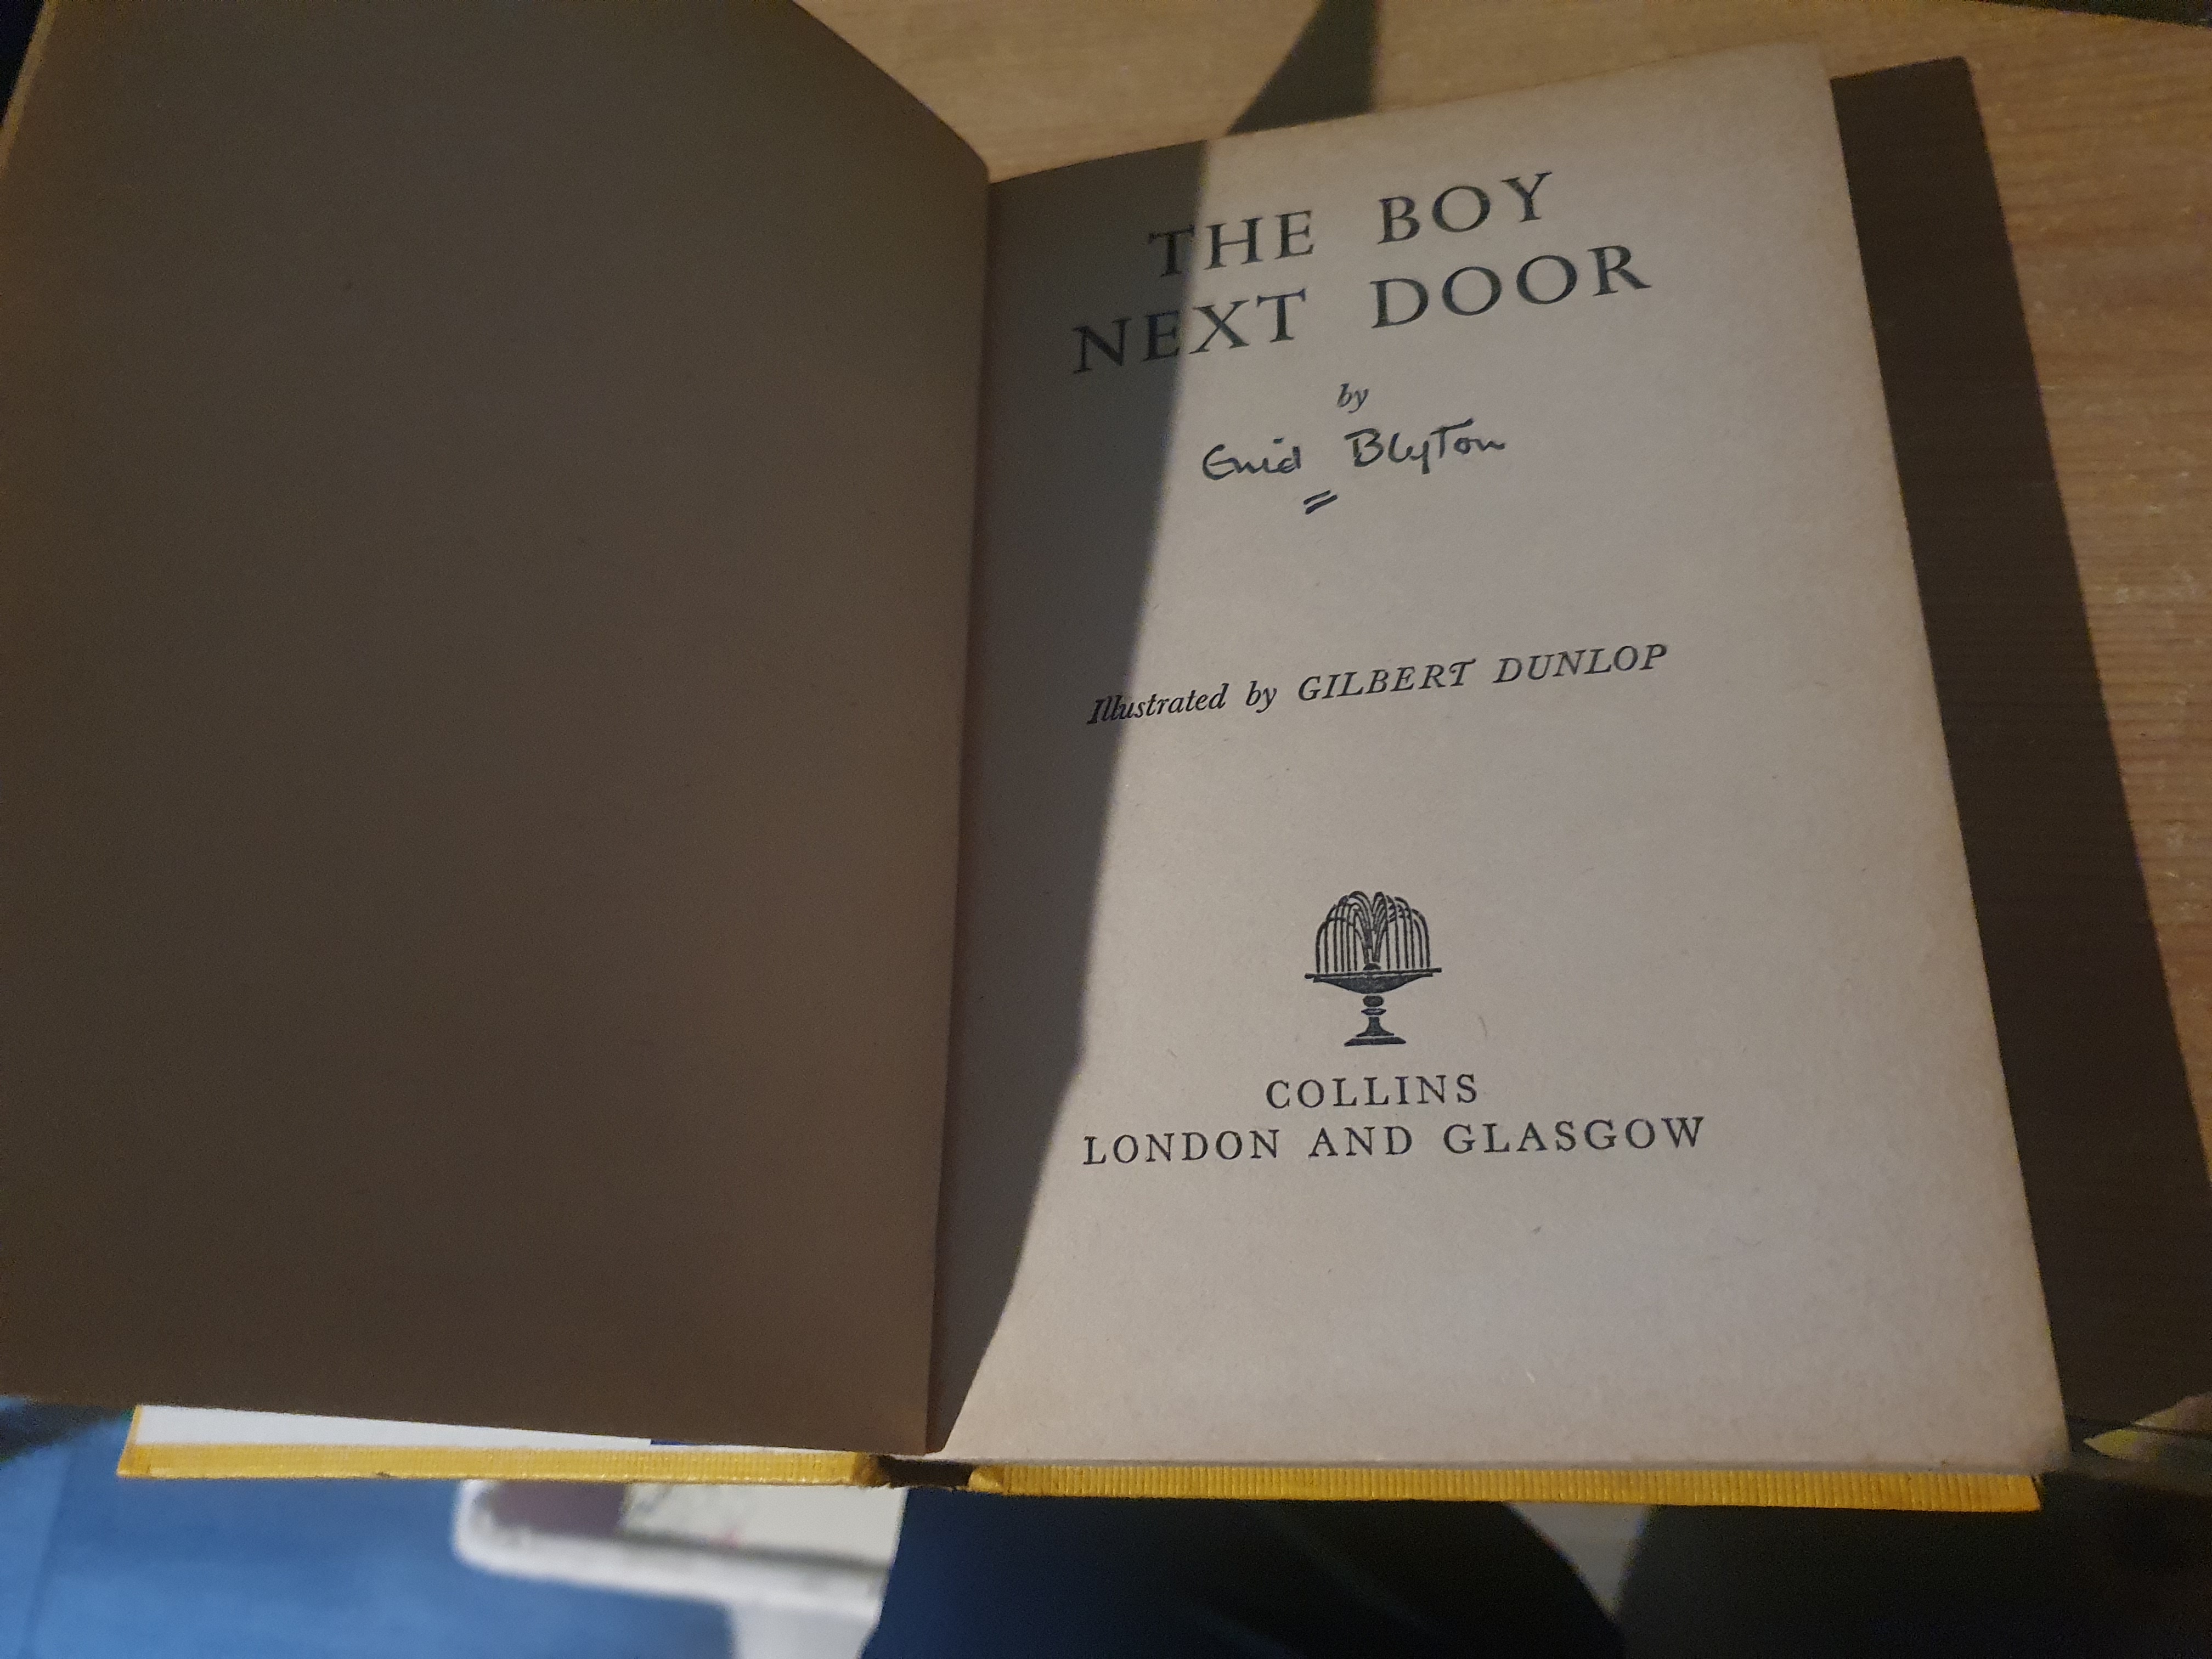 THE BOY
NEXT DOOR
by
Enid Blyton
Illustrated by GILBERT DUNLOP
COLLINS
LONDON AND GLASGOW